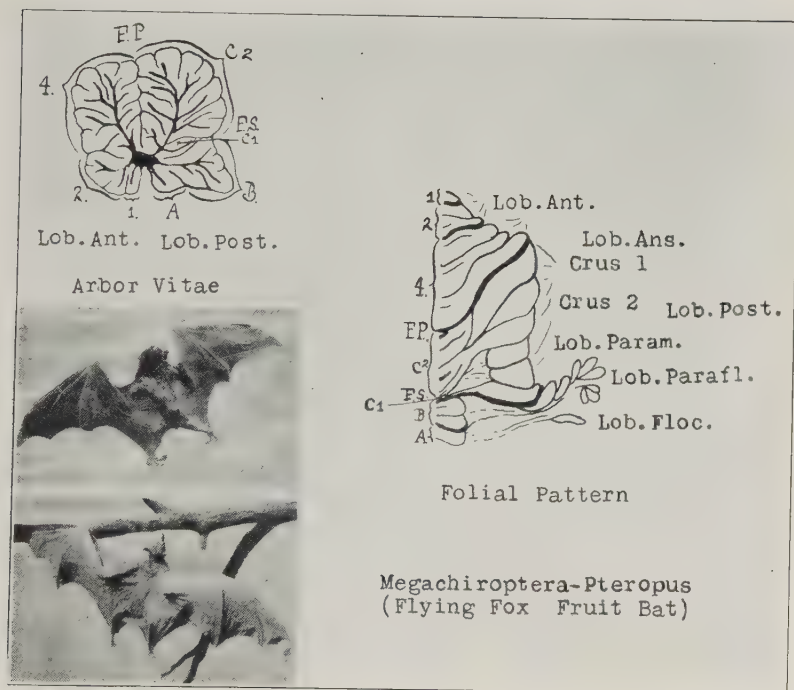 F.P
C2
4.
F.S.
C1
2.
1.
A
B.
Lob.Ant. Lob.Post.
Arbor Vitae
1
2
4.
F.P.
C2
F.S.
C1
B
A
Lob.Ant.
Lob.Ans.
Crus 1
Crus 2
Lob.Post.
Lob.Param.
Lob.Parafl.
Lob.Floc.
Folial Pattern
Megachiroptera-Pteropus
(Flying Fox Fruit Bat)